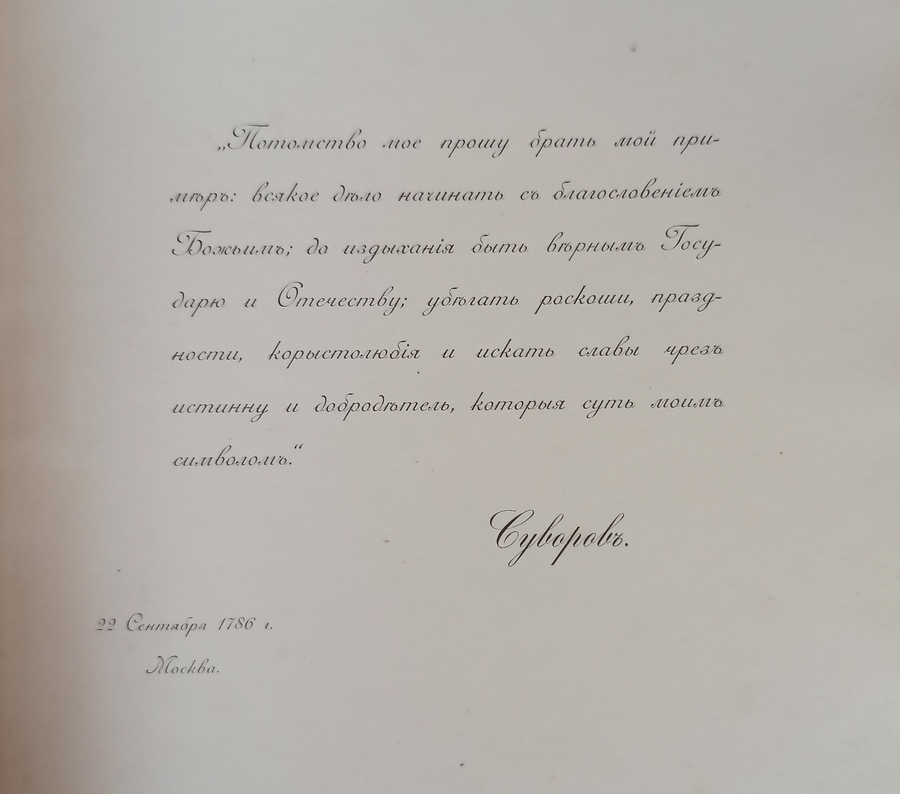 „Потомство мое прошу брать мой при-
мѣръ: всякое дѣло начинать съ благословеніемъ
Божьимъ; до издыханія быть вѣрнымъ Госу-
дарю и Отечеству; убѣгать роскоши, празд-
ности, корыстолюбія и искать славы чрезъ
истинну и добродѣтель, которыя суть моимъ
символомъ.“
Суворовъ.
22 Сентября 1786 г.
Москва.